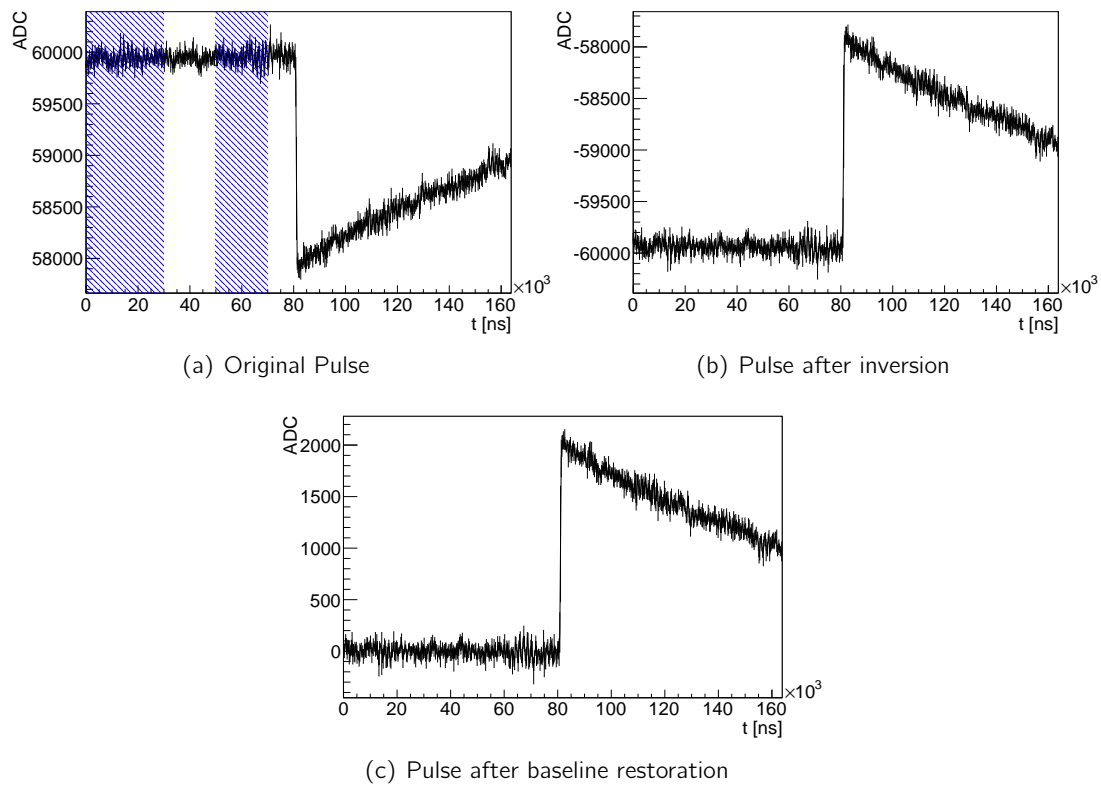 ADC
60000
59500
59000
58500
58000
0 20 40 60 80 100 120 140 160 ×10³
t [ns]
(a) Original Pulse
ADC
-58000
-58500
-59000
-59500
-60000
0 20 40 60 80 100 120 140 160 ×10³
t [ns]
(b) Pulse after inversion
ADC
2000
1500
1000
500
0
0 20 40 60 80 100 120 140 160 ×10³
t [ns]
(c) Pulse after baseline restoration